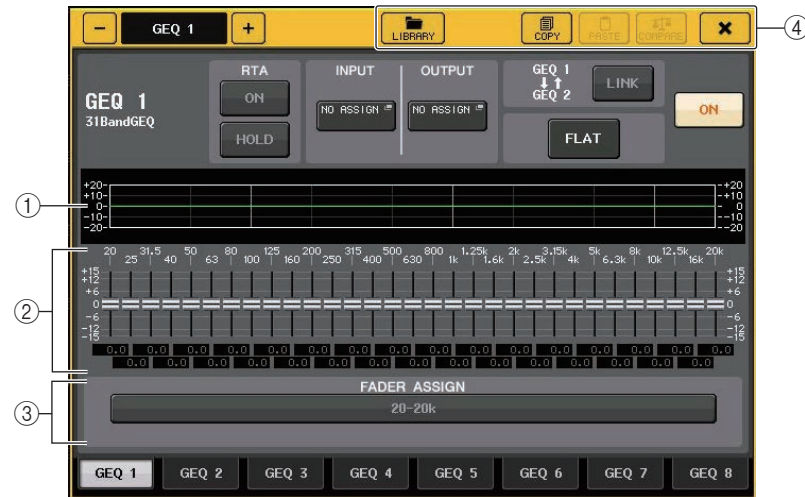 − GEQ 1 + LIBRARY COPY PASTE COMPARE × ④
GEQ 1
31BandGEQ
RTA
ON
HOLD
INPUT OUTPUT
NO ASSIGN NO ASSIGN
GEQ 1
↓↑
GEQ 2
LINK
FLAT
ON
①
+20 +20
+10 +10
0 0
-10 -10
-20 -20
②
20 31.5 50 80 125 200 315 500 800 1.25k 2k 3.15k 5k 8k 12.5k 20k
25 40 63 100 160 250 400 630 1k 1.6k 2.5k 4k 6.3k 10k 16k
+15 +15
+12 +12
+6 +6
0 0
-6 -6
-12 -12
-15 -15
0.0 0.0 0.0 0.0 0.0 0.0 0.0 0.0 0.0 0.0 0.0 0.0 0.0 0.0 0.0 0.0
0.0 0.0 0.0 0.0 0.0 0.0 0.0 0.0 0.0 0.0 0.0 0.0 0.0 0.0 0.0
③
FADER ASSIGN
20-20k
GEQ 1 GEQ 2 GEQ 3 GEQ 4 GEQ 5 GEQ 6 GEQ 7 GEQ 8